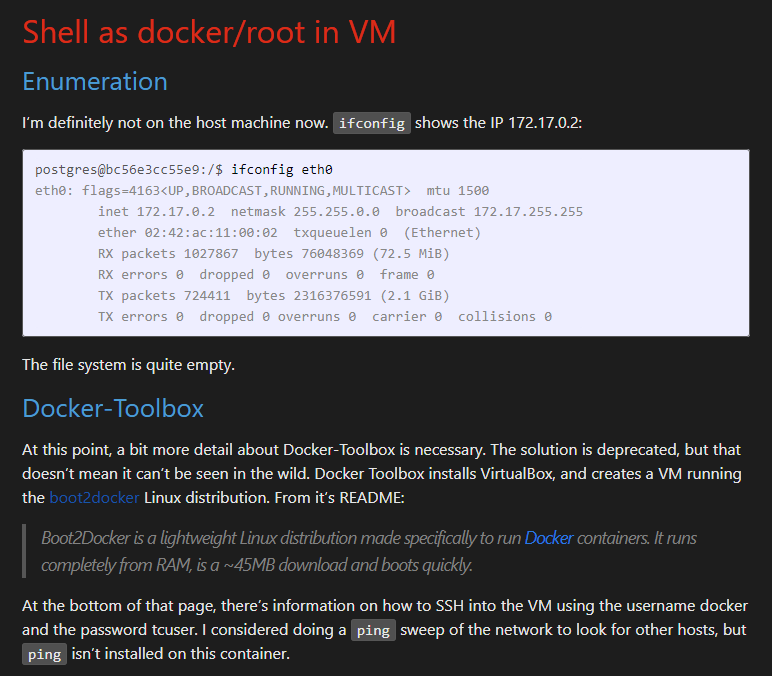 Shell as docker/root in VM
Enumeration
I'm definitely not on the host machine now. ifconfig shows the IP 172.17.0.2:
postgres@bc56e3cc55e9:/$ ifconfig eth0
eth0: flags=4163<UP,BROADCAST,RUNNING,MULTICAST>  mtu 1500
        inet 172.17.0.2  netmask 255.255.0.0  broadcast 172.17.255.255
        ether 02:42:ac:11:00:02  txqueuelen 0  (Ethernet)
        RX packets 1027867  bytes 76048369 (72.5 MiB)
        RX errors 0  dropped 0  overruns 0  frame 0
        TX packets 724411  bytes 2316376591 (2.1 GiB)
        TX errors 0  dropped 0 overruns 0  carrier 0  collisions 0
The file system is quite empty.
Docker-Toolbox
At this point, a bit more detail about Docker-Toolbox is necessary. The solution is deprecated, but that
doesn't mean it can't be seen in the wild. Docker Toolbox installs VirtualBox, and creates a VM running
the boot2docker Linux distribution. From it's README:
Boot2Docker is a lightweight Linux distribution made specifically to run Docker containers. It runs
completely from RAM, is a ~45MB download and boots quickly.
At the bottom of that page, there's information on how to SSH into the VM using the username docker
and the password tcuser. I considered doing a ping sweep of the network to look for other hosts, but
ping isn't installed on this container.